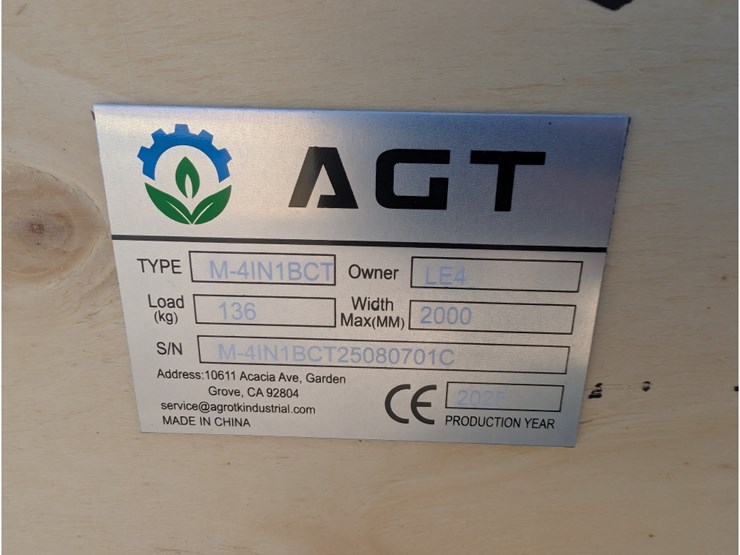 AGT
TYPE M-4IN1BCT Owner LE4
Load (kg) 136 Width Max(MM) 2000
S/N M-4IN1BCT25080701C
Address:10611 Acacia Ave, Garden
Grove, CA 92804
service@agrotkindustrial.com
MADE IN CHINA
CE 2025
PRODUCTION YEAR